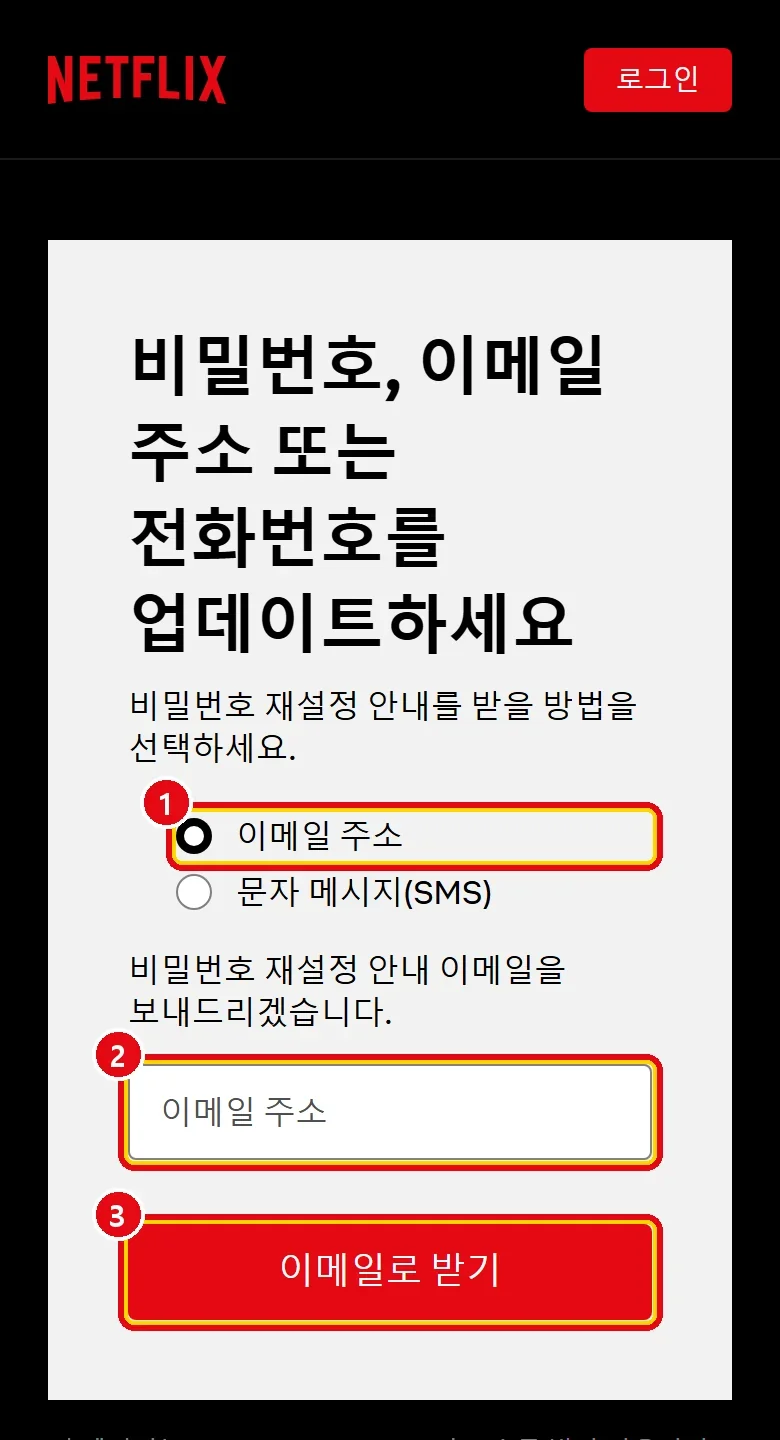 NETFLIX
로그인
비밀번호, 이메일
주소 또는
전화번호를
업데이트하세요
비밀번호 재설정 안내를 받을 방법을
선택하세요.
1
이메일 주소
문자 메시지(SMS)
비밀번호 재설정 안내 이메일을
보내드리겠습니다.
2
이메일 주소
3
이메일로 받기